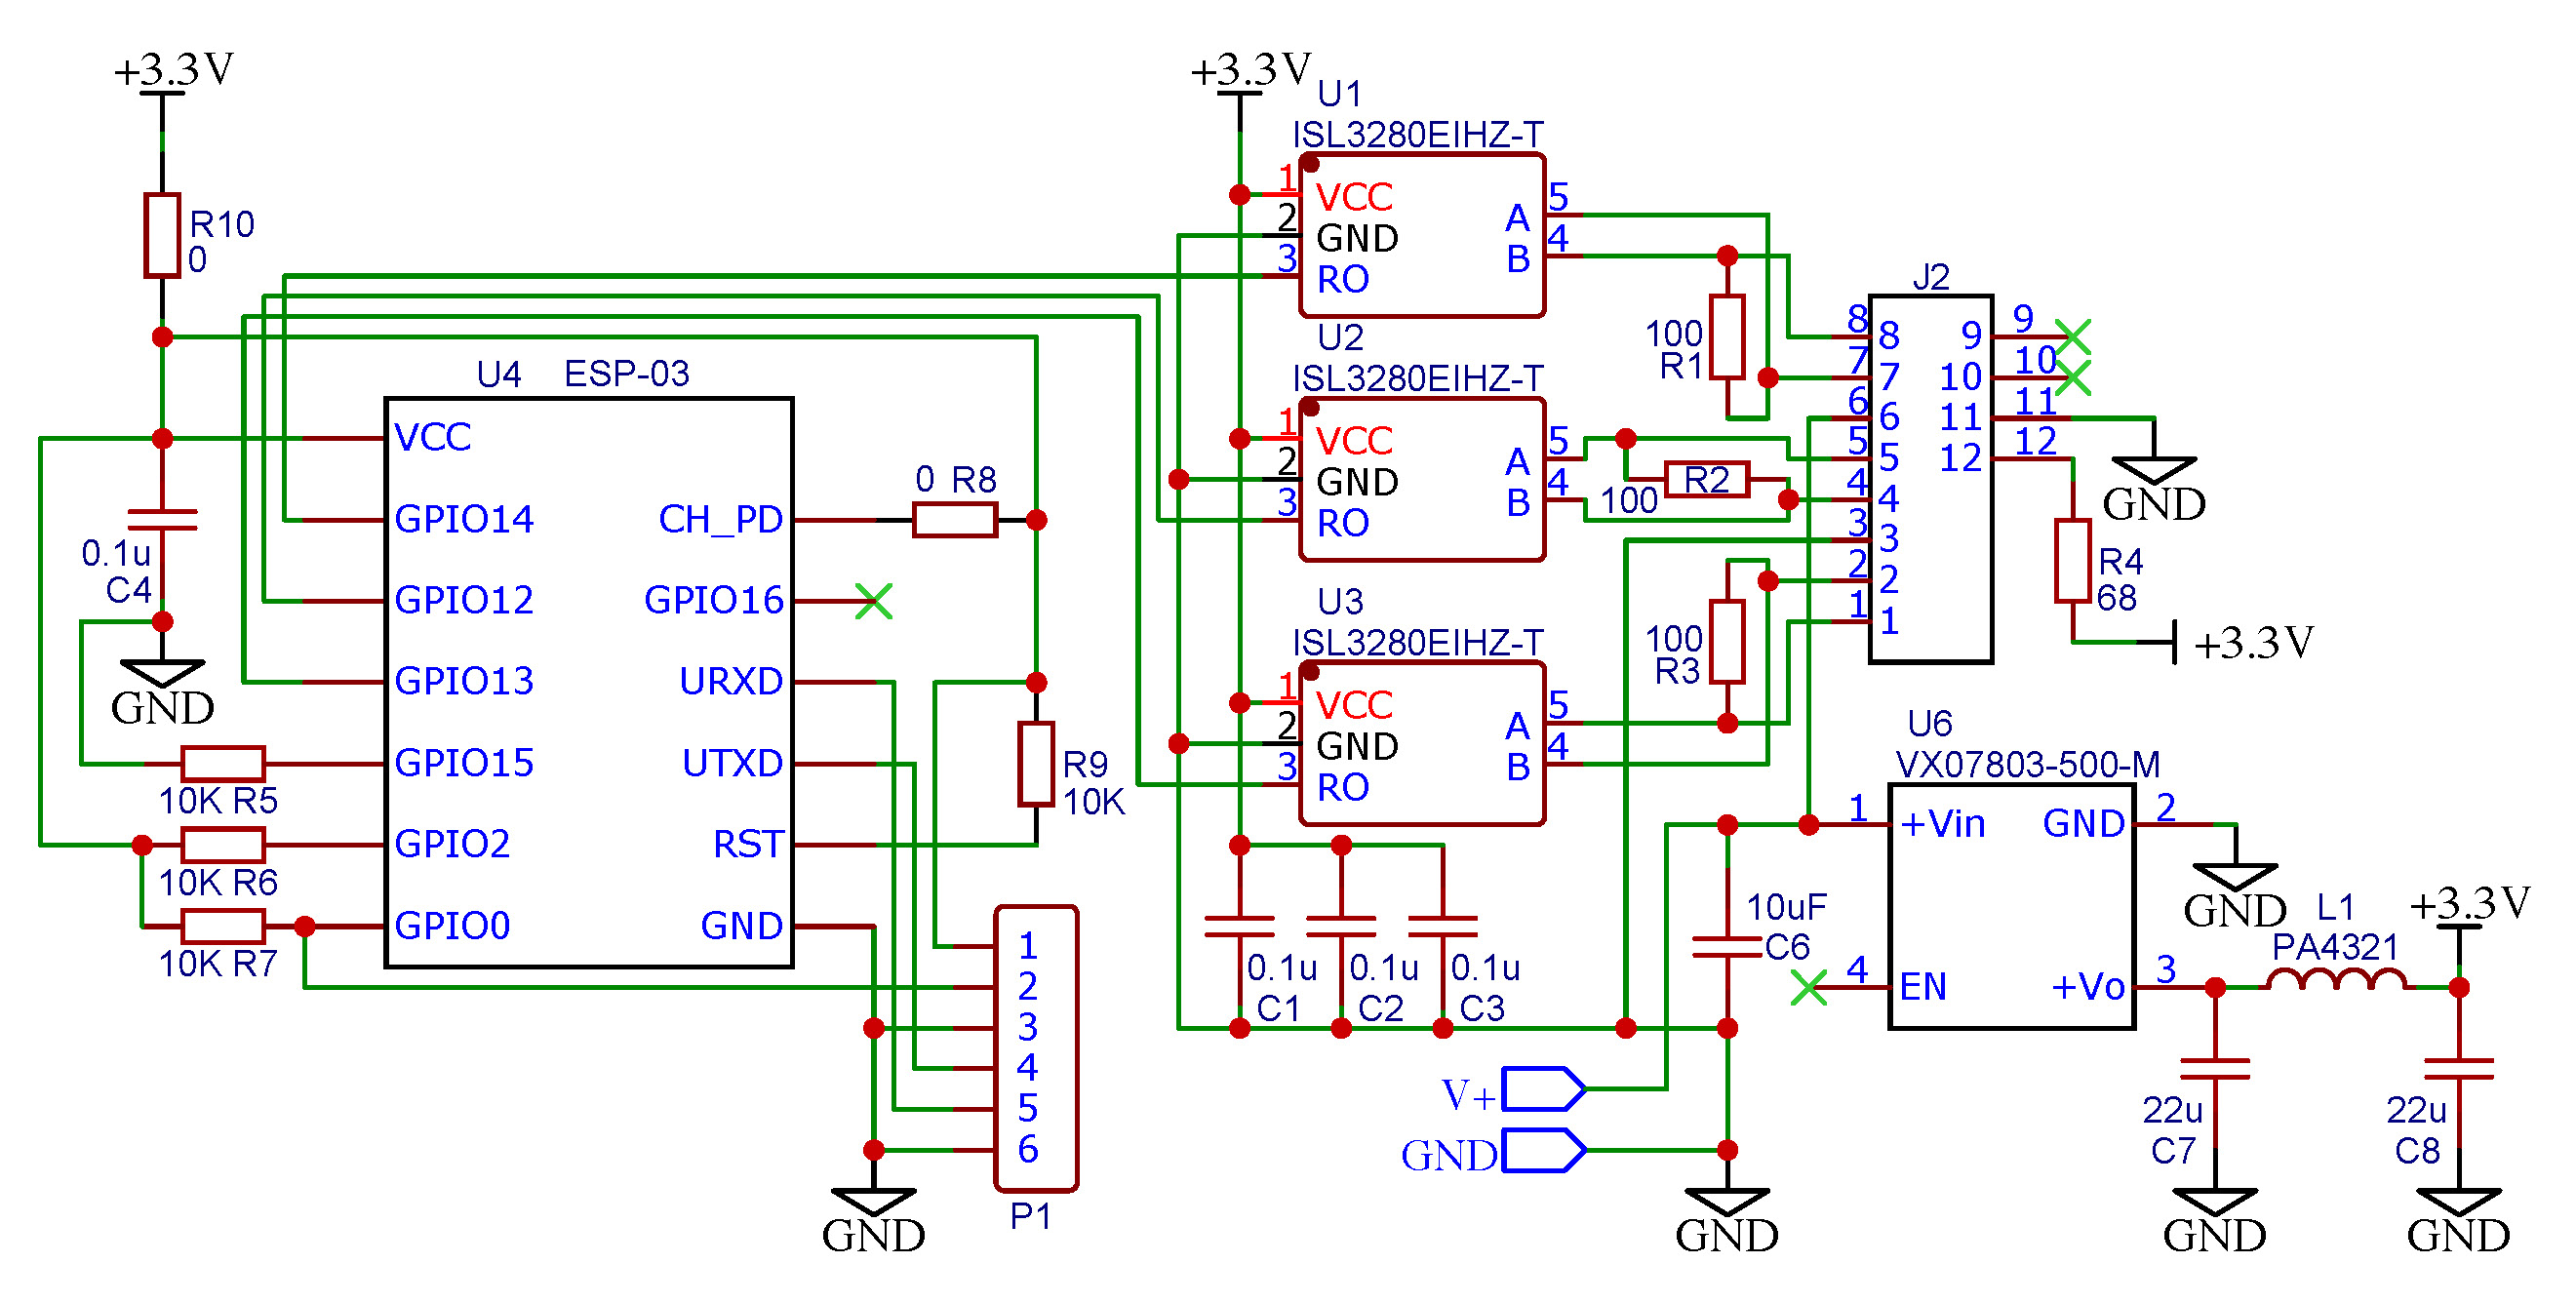 +3.3V
R10
0
U4 ESP-03
VCC
GPIO14
GPIO12
GPIO13
GPIO15
GPIO2
GPIO0
CH_PD
GPIO16
URXD
UTXD
RST
GND
0.1u
C4
GND
10K R5
10K R6
10K R7
0 R8
R9
10K
1
2
3
4
5
6
P1
GND
+3.3V
U1
ISL3280EIHZ-T
1 VCC
2 GND
3 RO
A 5
B 4
U2
ISL3280EIHZ-T
1 VCC
2 GND
3 RO
A 5
B 4
U3
ISL3280EIHZ-T
1 VCC
2 GND
3 RO
A 5
B 4
100
R1
R2
100
100
R3
0.1u
C1
0.1u
C2
0.1u
C3
10uF
C6
V+
GND
GND
J2
8 8
7 7
6 6
5 5
4 4
3 3
2 2
1 1
9 9
10 10
11 11
12 12
GND
R4
68
+3.3V
U6
VX07803-500-M
1 +Vin
GND 2
4 EN
+Vo 3
GND
L1
PA4321
+3.3V
22u
C7
GND
22u
C8
GND